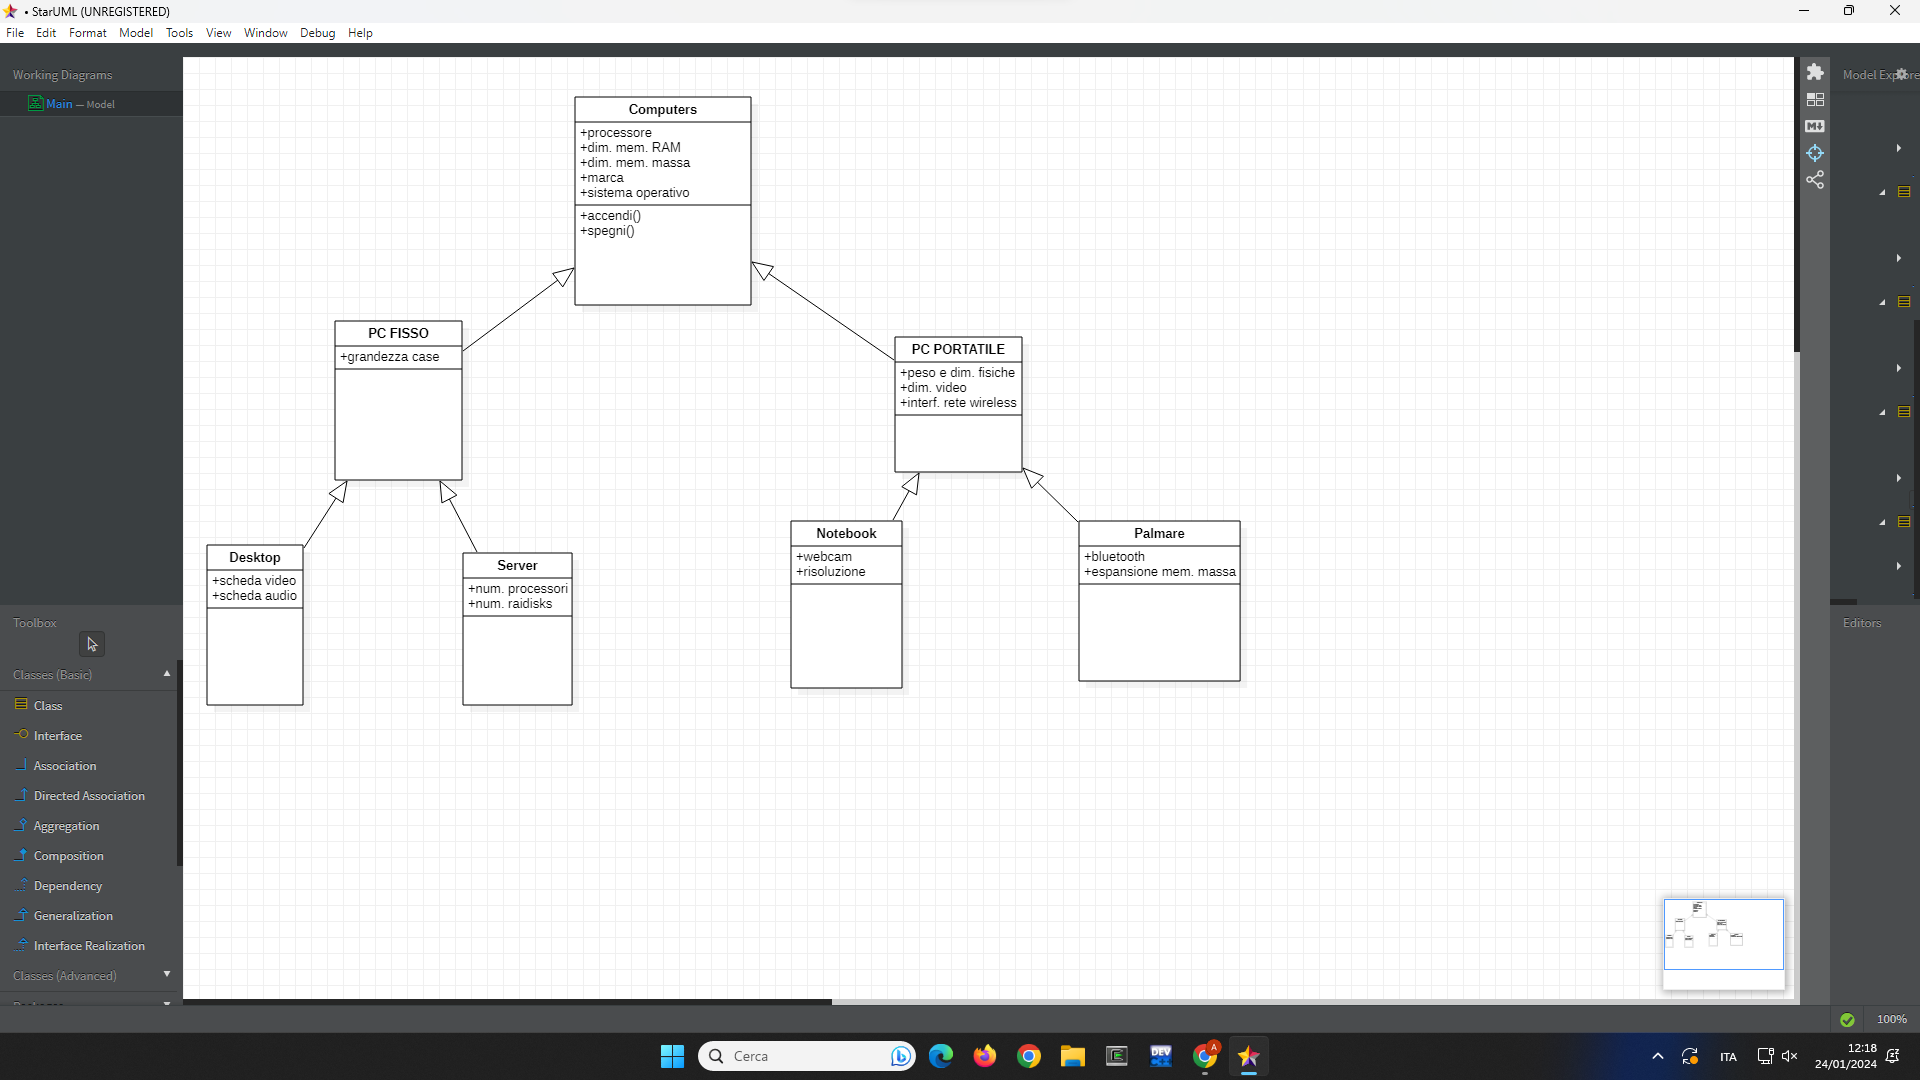 • StarUML (UNREGISTERED)
File Edit Format Model Tools View Window Debug Help
Working Diagrams
Main — Model
Computers
+processore
+dim. mem. RAM
+dim. mem. massa
+marca
+sistema operativo
+accendi()
+spegni()
PC FISSO
+grandezza case
PC PORTATILE
+peso e dim. fisiche
+dim. video
+interf. rete wireless
Desktop
+scheda video
+scheda audio
Server
+num. processori
+num. raidisks
Notebook
+webcam
+risoluzione
Palmare
+bluetooth
+espansione mem. massa
Toolbox
Classes (Basic)
Class
Interface
Association
Directed Association
Aggregation
Composition
Dependency
Generalization
Interface Realization
Classes (Advanced)
Model Explore
Editors
100%
Cerca
DEV
A
ITA
12:18
24/01/2024